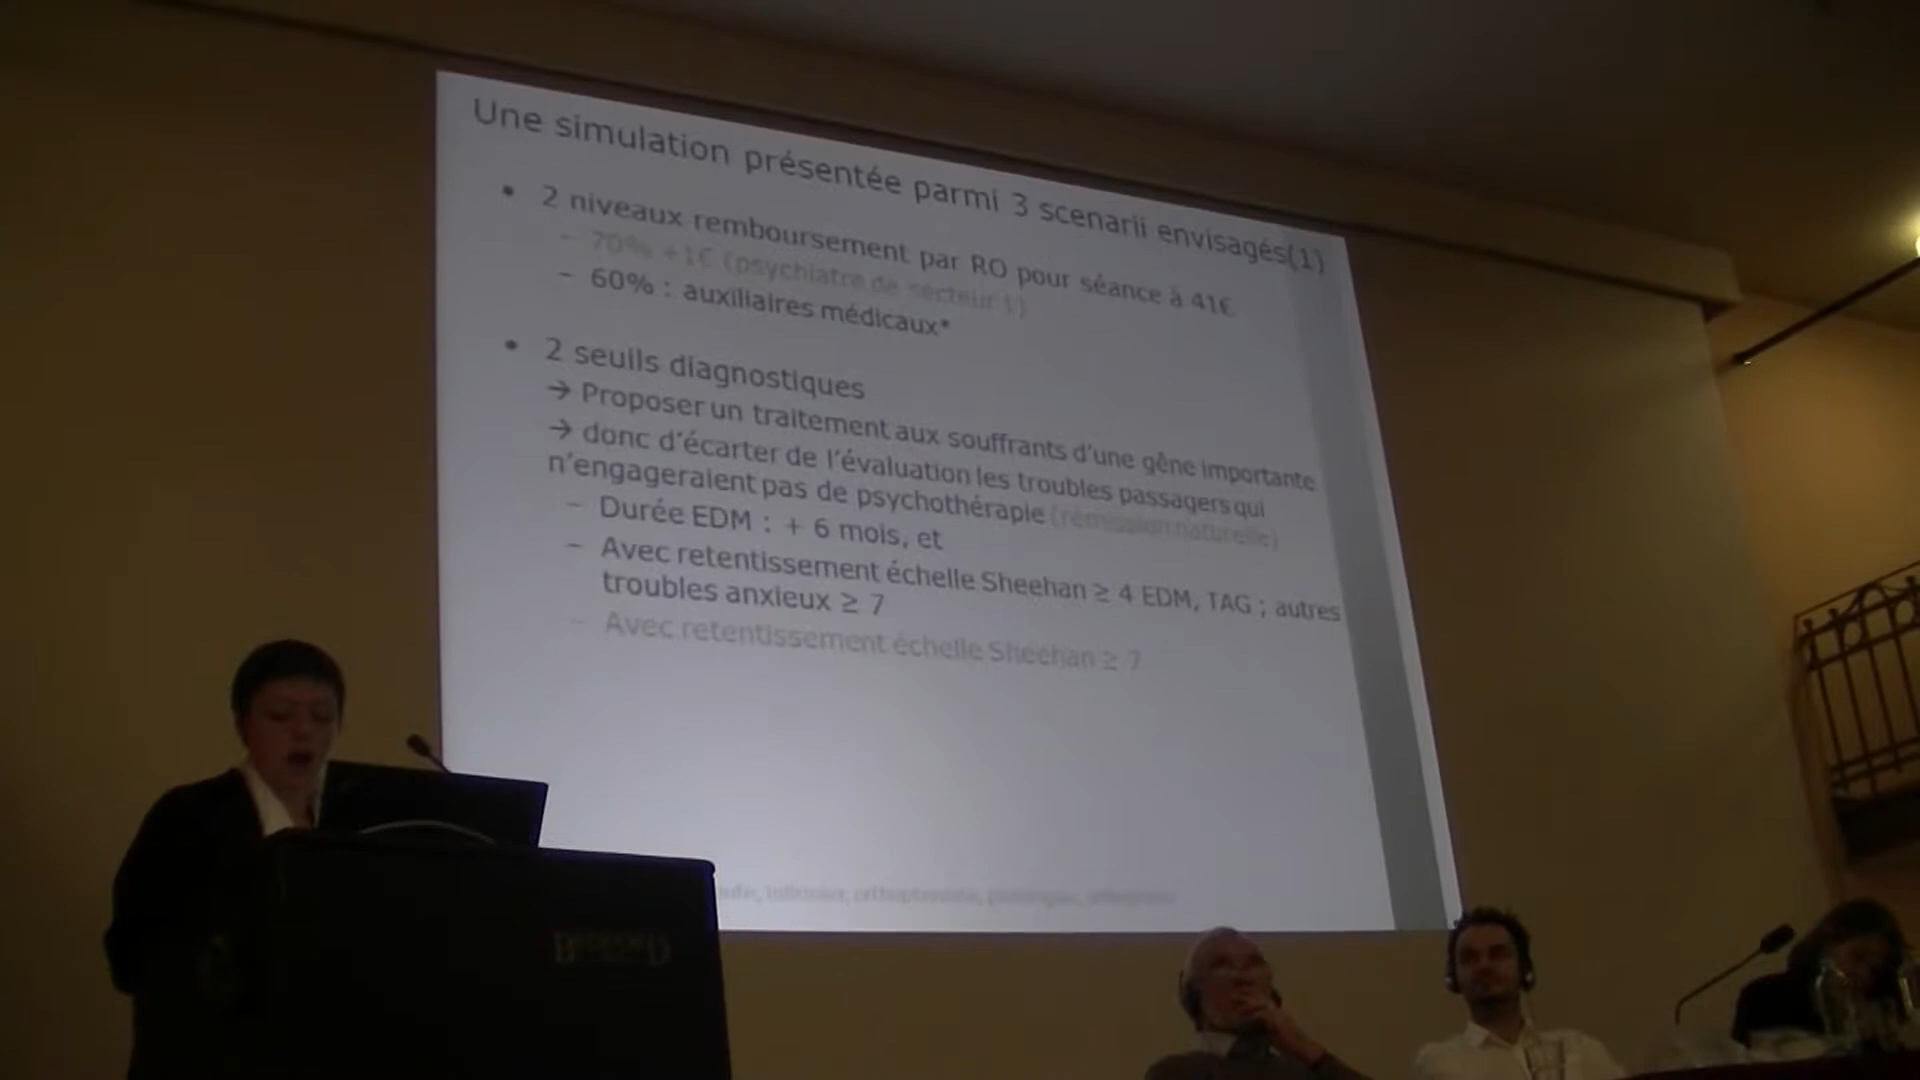 Une simulation présentée parmi 3 scenarii envisagés(1)
• 2 niveaux remboursement par RO pour séance à 41€
– 70% +1€ (psychiatre de secteur 1)
– 60% : auxiliaires médicaux*
• 2 seuils diagnostiques
→ Proposer un traitement aux souffrants d'une gêne importante
→ donc d'écarter de l'évaluation les troubles passagers qui
n'engageraient pas de psychothérapie (rémission naturelle)
– Durée EDM : + 6 mois, et
– Avec retentissement échelle Sheehan ≥ 4 EDM, TAG ; autres
troubles anxieux ≥ 7
– Avec retentissement échelle Sheehan ≥ 7
BEDFORD